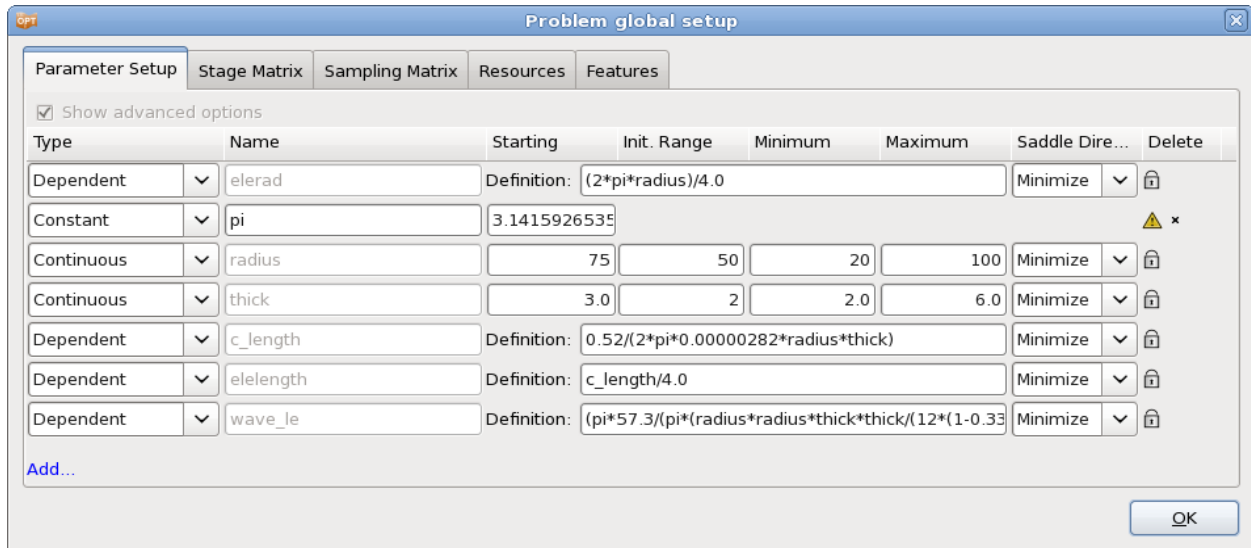 OPT Problem global setup
Parameter Setup Stage Matrix Sampling Matrix Resources Features
Show advanced options
Type Name Starting Init. Range Minimum Maximum Saddle Dire... Delete
Dependent elerad Definition: (2*pi*radius)/4.0 Minimize
Constant pi 3.1415926535
Continuous radius 75 50 20 100 Minimize
Continuous thick 3.0 2 2.0 6.0 Minimize
Dependent c_length Definition: 0.52/(2*pi*0.00000282*radius*thick) Minimize
Dependent elelength Definition: c_length/4.0 Minimize
Dependent wave_le Definition: (pi*57.3/(pi*(radius*radius*thick*thick/(12*(1-0.33 Minimize
Add...
OK